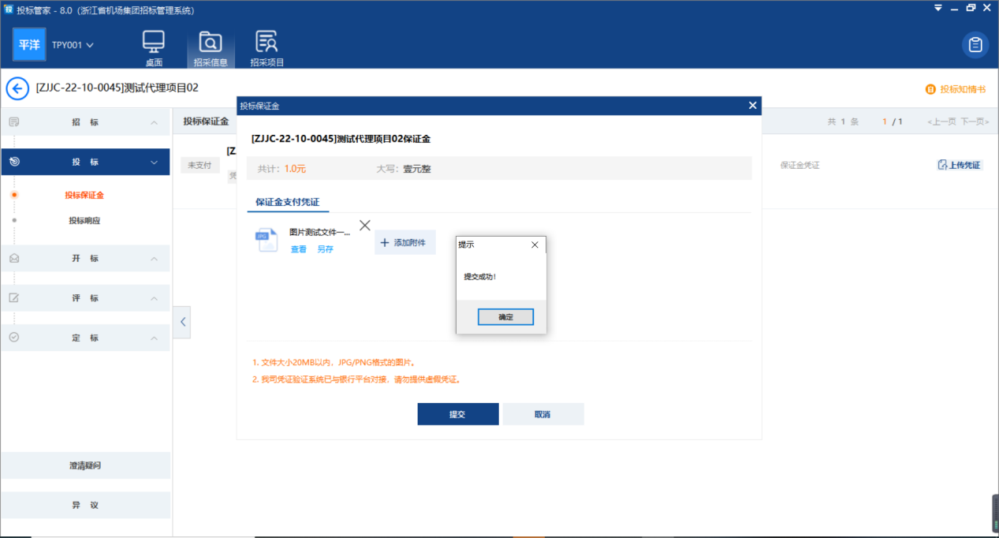 投标管家 - 8.0（浙江省机场集团招标管理系统）
平洋 TPY001
桌面 招采信息 招采项目
[ZJJC-22-10-0045]测试代理项目02
投标知情书
招 标
投 标
投标保证金
投标响应
开 标
评 标
定 标
澄清疑问
异 议
投标保证金
共 1 条 1 / 1 <上一页 下一页>
未支付
[Z
凭
保证金凭证
上传凭证
投标保证金
[ZJJC-22-10-0045]测试代理项目02保证金
共计：1.0元 大写：壹元整
保证金支付凭证
JPG
图片测试文件一...
查看 另存
添加附件
提示
提交成功!
确定
1. 文件大小20MB以内，JPG/PNG格式的图片。
2. 我司凭证验证系统已与银行平台对接，请勿提供虚假凭证。
提交 取消